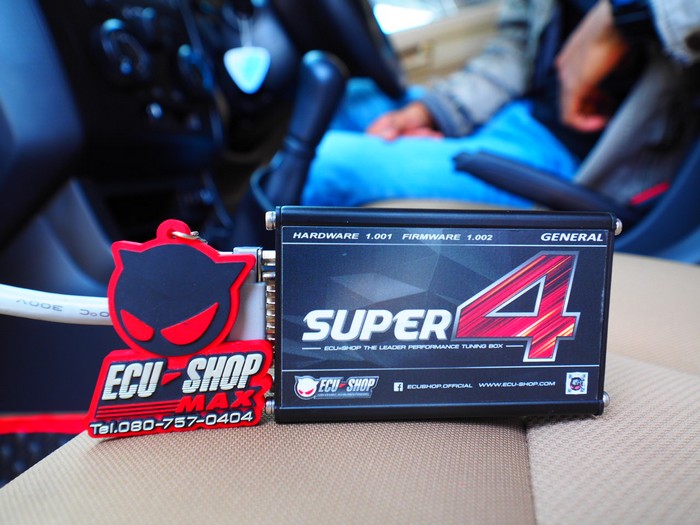 HARDWARE 1.001 FIRMWARE 1.002 GENERAL
SUPER 4
ECU=SHOP THE LEADER PERFORMANCE TUNING BOX
ECU SHOP
ECUSHOP.OFFICIAL WWW.ECU-SHOP.COM
ECU SHOP
MAX
Tel.080-757-0404